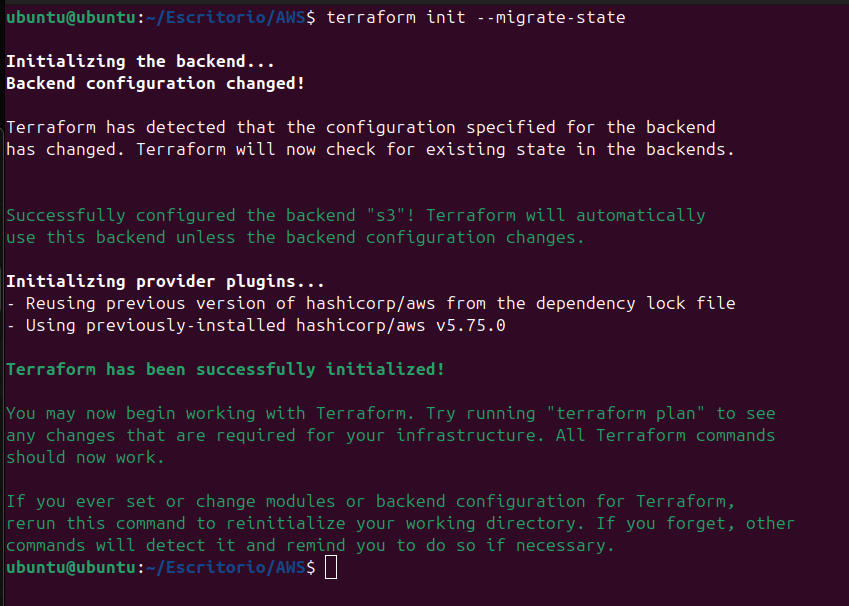 ubuntu@ubuntu:~/Escritorio/AWS$ terraform init --migrate-state
Initializing the backend...
Backend configuration changed!
Terraform has detected that the configuration specified for the backend
has changed. Terraform will now check for existing state in the backends.
Successfully configured the backend "s3"! Terraform will automatically
use this backend unless the backend configuration changes.
Initializing provider plugins...
- Reusing previous version of hashicorp/aws from the dependency lock file
- Using previously-installed hashicorp/aws v5.75.0
Terraform has been successfully initialized!
You may now begin working with Terraform. Try running "terraform plan" to see
any changes that are required for your infrastructure. All Terraform commands
should now work.
If you ever set or change modules or backend configuration for Terraform,
rerun this command to reinitialize your working directory. If you forget, other
commands will detect it and remind you to do so if necessary.
ubuntu@ubuntu:~/Escritorio/AWS$